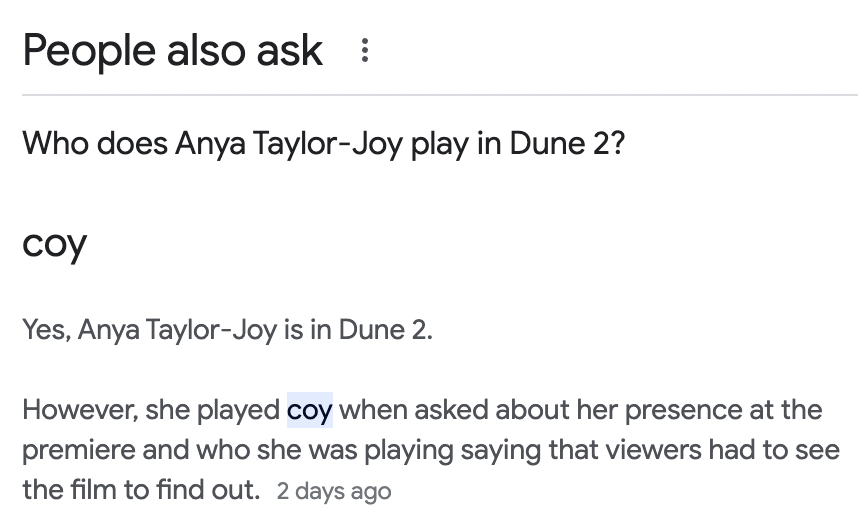 People also ask
Who does Anya Taylor-Joy play in Dune 2?
coy
Yes, Anya Taylor-Joy is in Dune 2.
However, she played coy when asked about her presence at the
premiere and who she was playing saying that viewers had to see
the film to find out. 2 days ago